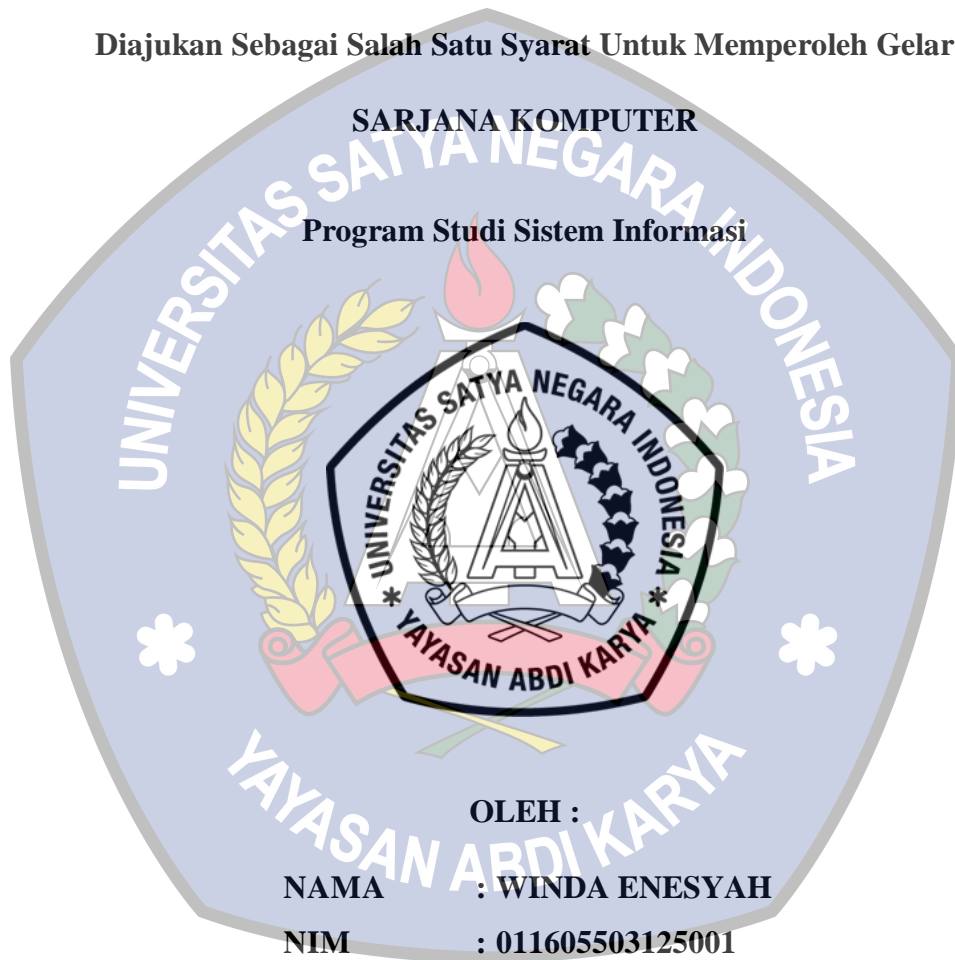 Diajukan Sebagai Salah Satu Syarat Untuk Memperoleh Gelar
SARJANA KOMPUTER
UNIVERSITAS SATYA NEGARA INDONESIA
Program Studi Sistem Informasi
UNIVERSITAS SATYA NEGARA INDONESIA
* YAYASAN ABDI KARYA *
* YAYASAN ABDI KARYA *
OLEH :
NAMA : WINDA ENESYAH
NIM : 011605503125001